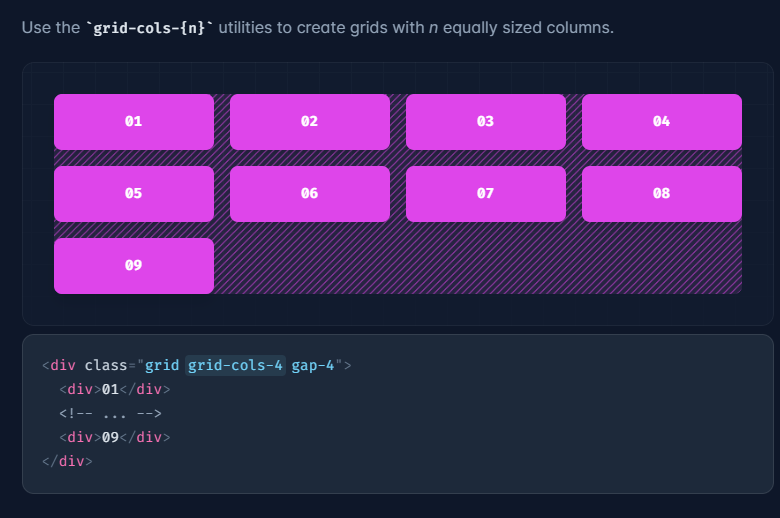 Use the `grid-cols-{n}` utilities to create grids with n equally sized columns.
01 02 03 04
05 06 07 08
09
<div class="grid grid-cols-4 gap-4">
  <div>01</div>
  <!-- ... -->
  <div>09</div>
</div>